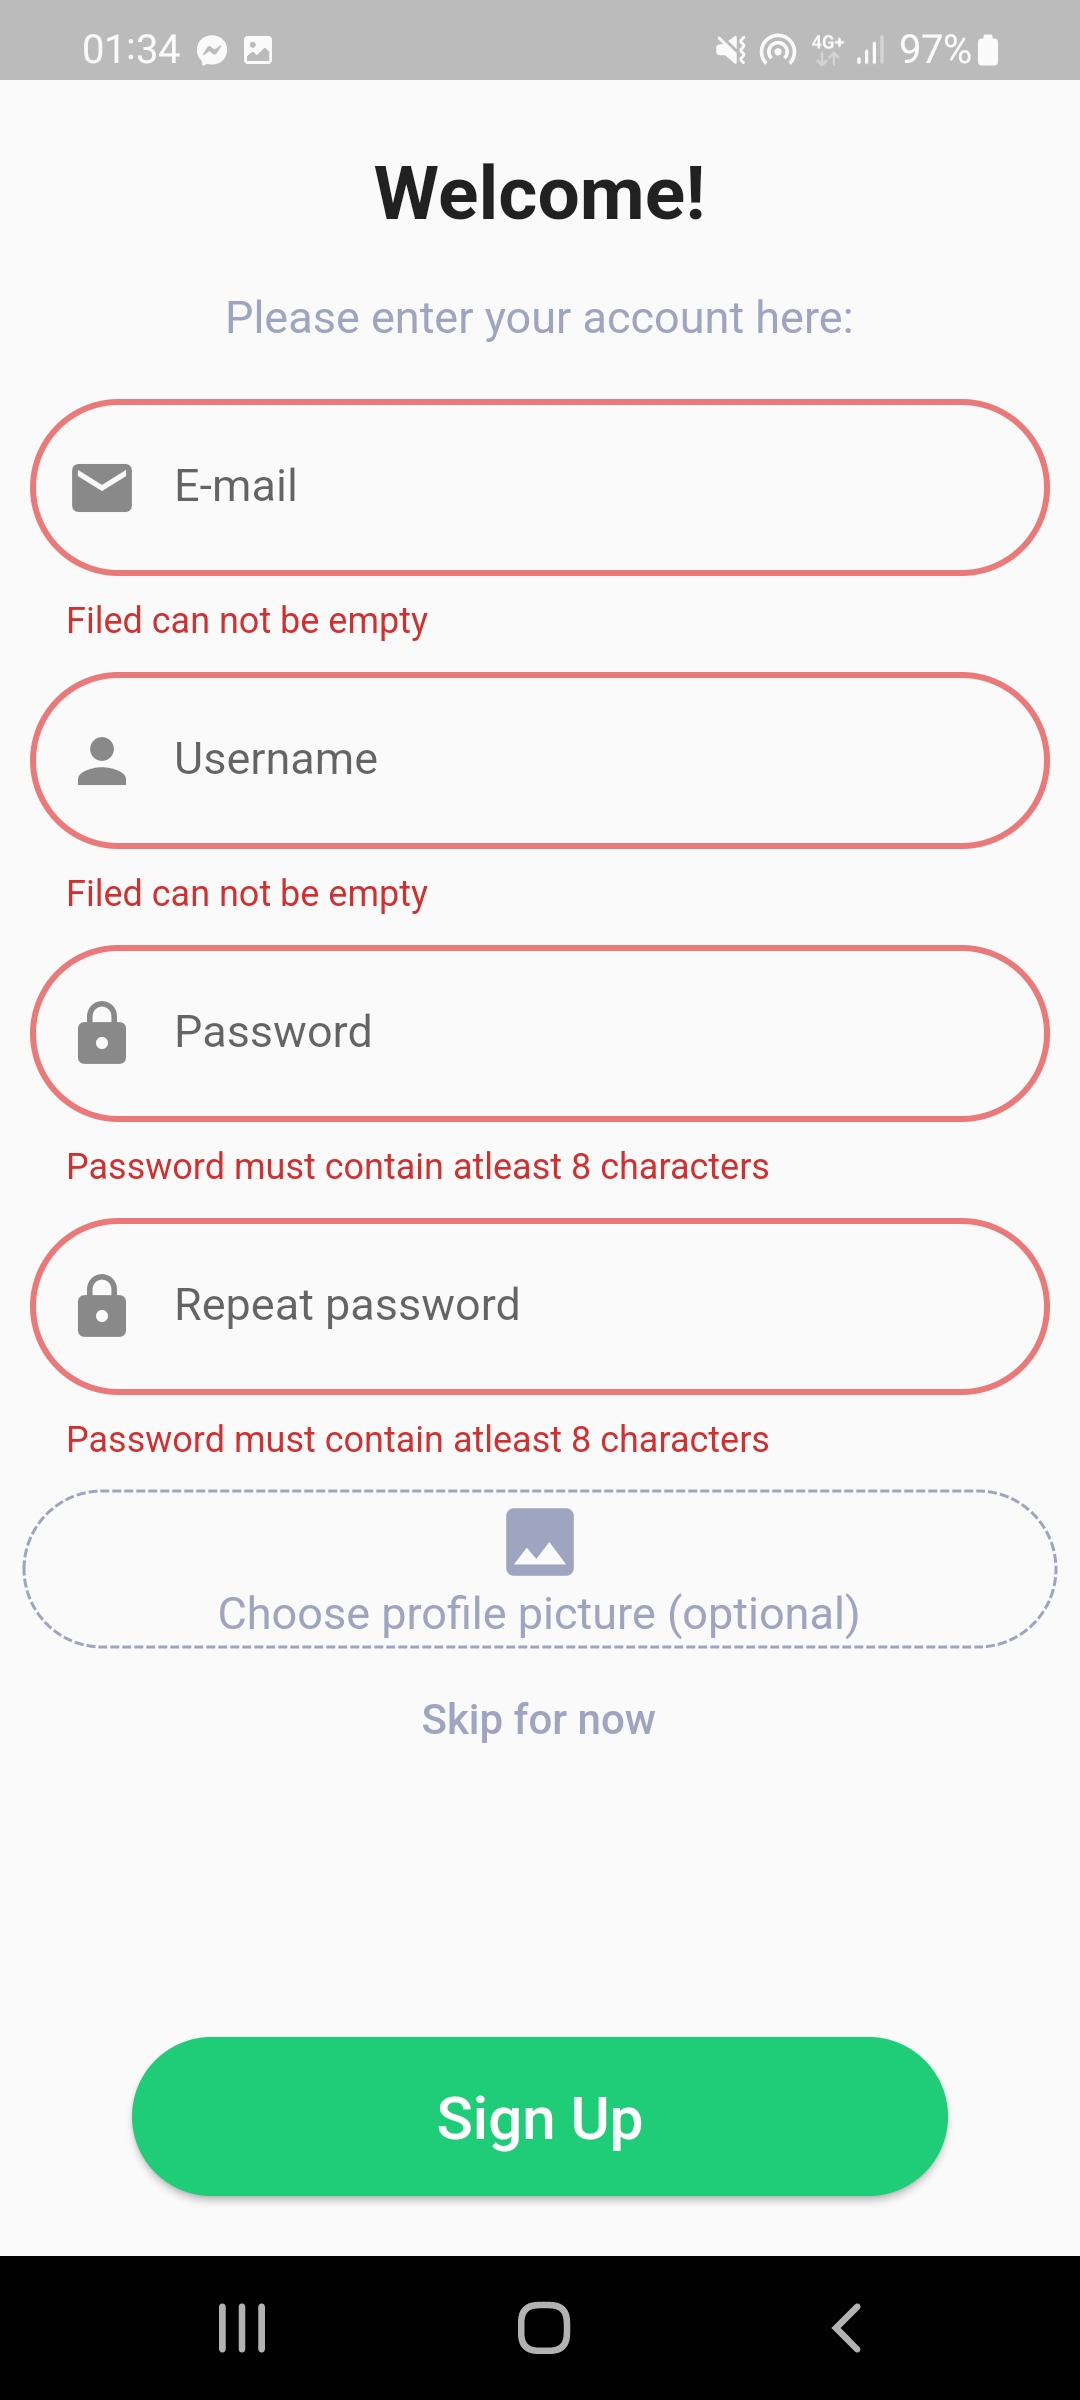 01:34 4G+ 97%
Welcome!
Please enter your account here:
E-mail
Filed can not be empty
Username
Filed can not be empty
Password
Password must contain atleast 8 characters
Repeat password
Password must contain atleast 8 characters
Choose profile picture (optional)
Skip for now
Sign Up